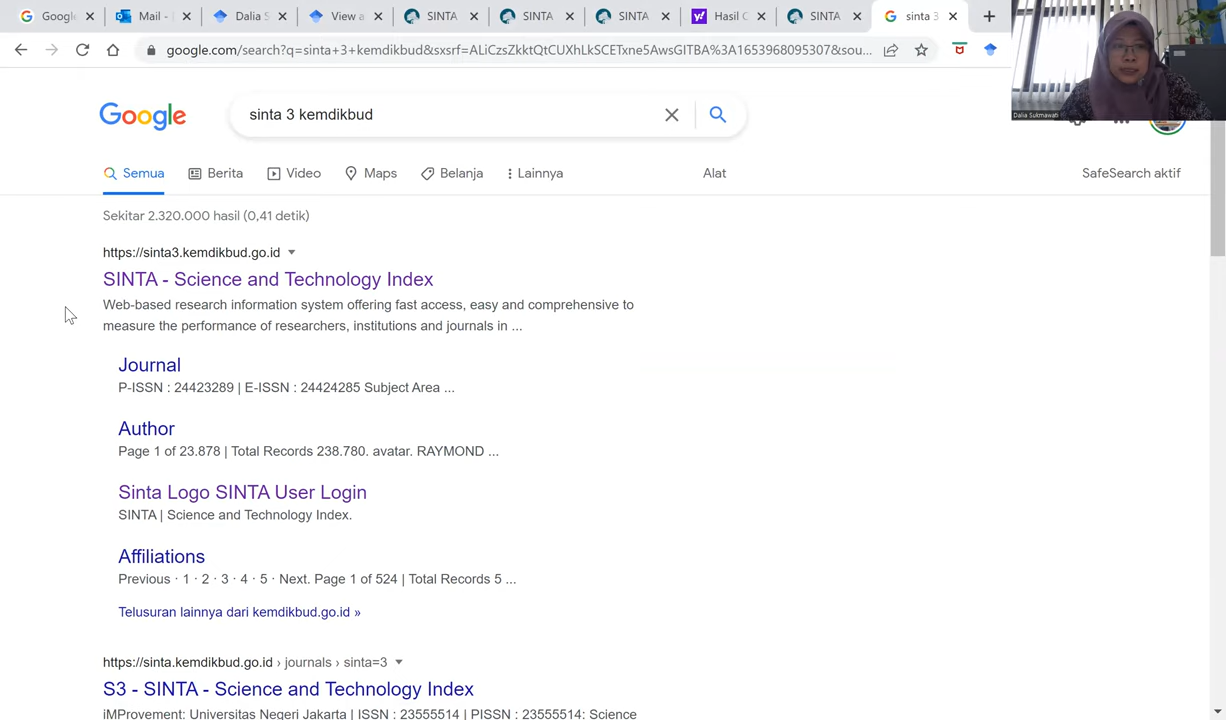 Google
Mail -
Dalia S
View a
SINTA
SINTA
SINTA
Hasil C
SINTA
sinta 3
google.com/search?q=sinta+3+kemdikbud&sxsrf=ALiCzsZkktQtCUXhLkSCETxne5AwsGITBA%3A1653968095307&sou...
Dalia Sukmawati
Google
sinta 3 kemdikbud
Semua
Berita
Video
Maps
Belanja
Lainnya
Alat
SafeSearch aktif
Sekitar 2.320.000 hasil (0,41 detik)
https://sinta3.kemdikbud.go.id
SINTA - Science and Technology Index
Web-based research information system offering fast access, easy and comprehensive to
measure the performance of researchers, institutions and journals in ...
Journal
P-ISSN : 24423289 | E-ISSN : 24424285 Subject Area ...
Author
Page 1 of 23.878 | Total Records 238.780. avatar. RAYMOND ...
Sinta Logo SINTA User Login
SINTA | Science and Technology Index.
Affiliations
Previous · 1 · 2 · 3 · 4 · 5 · Next. Page 1 of 524 | Total Records 5 ...
Telusuran lainnya dari kemdikbud.go.id »
https://sinta.kemdikbud.go.id › journals › sinta=3
S3 - SINTA - Science and Technology Index
iMProvement: Universitas Negeri Jakarta | ISSN : 23555514 | PISSN : 23555514: Science